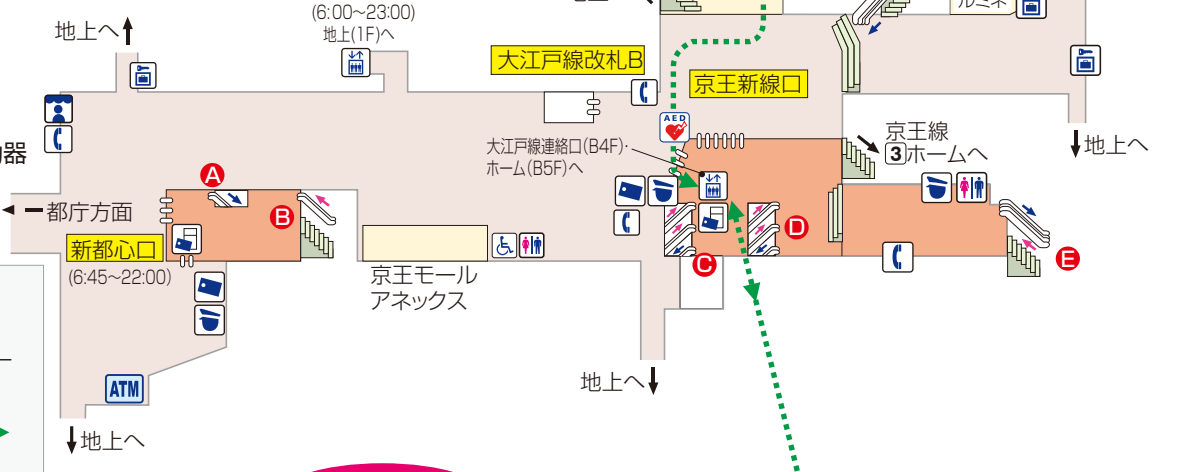 (6:00~23:00)
地上(1F)へ
地上へ
大江戸線改札B
京王新線口
AED
大江戸線連絡口(B4F)・
ホーム(B5F)へ
京王線
3ホームへ
地上へ
器
都庁方面
A
B
新都心口
(6:45~22:00)
京王モール
アネックス
C
D
E
ATM
地上へ
地上へ